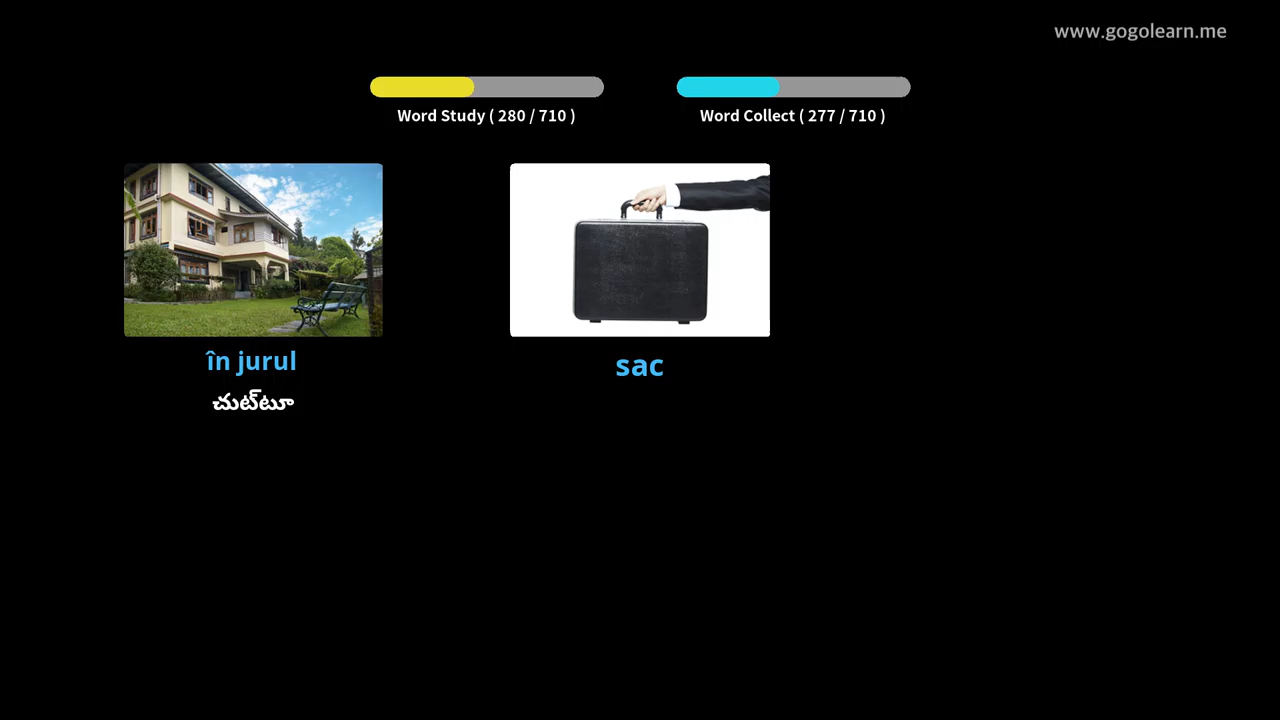 www.gogolearn.me
Word Study ( 280 / 710 )
Word Collect ( 277 / 710 )
în jurul
చుట్టూ
sac